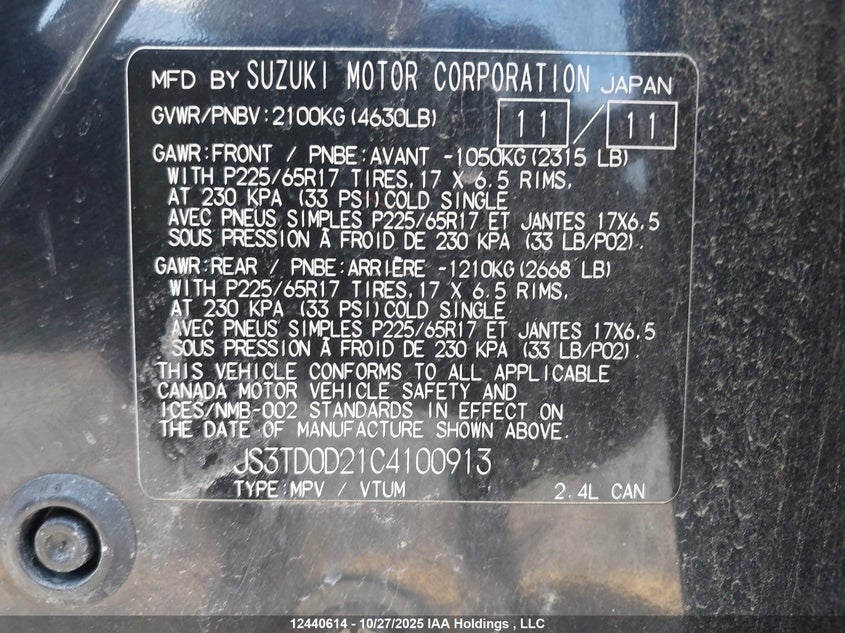 MFD BY SUZUKI MOTOR CORPORATION JAPAN
GVWR/PNBV:2100KG(4630LB) 11/11
GAWR:FRONT / PNBE:AVANT -1050KG(2315 LB)
WITH P225/65R17 TIRES,17 X 6.5 RIMS,
AT 230 KPA (33 PSI)COLD SINGLE
AVEC PNEUS SIMPLES P225/65R17 ET JANTES 17X6.5
SOUS PRESSION À FROID DE 230 KPA (33 LB/PO2).
GAWR:REAR / PNBE:ARRIÈRE -1210KG(2668 LB)
WITH P225/65R17 TIRES,17 X 6.5 RIMS,
AT 230 KPA (33 PSI)COLD SINGLE
AVEC PNEUS SIMPLES P225/65R17 ET JANTES 17X6.5
SOUS PRESSION À FROID DE 230 KPA (33 LB/PO2).
THIS VEHICLE CONFORMS TO ALL APPLICABLE
CANADA MOTOR VEHICLE SAFETY AND
ICES/NMB-002 STANDARDS IN EFFECT ON
THE DATE OF MANUFACTURE SHOWN ABOVE.
JS3TD0D21C4100913
TYPE:MPV / VTUM 2.4L CAN
12440614 - 10/27/2025 IAA Holdings , LLC